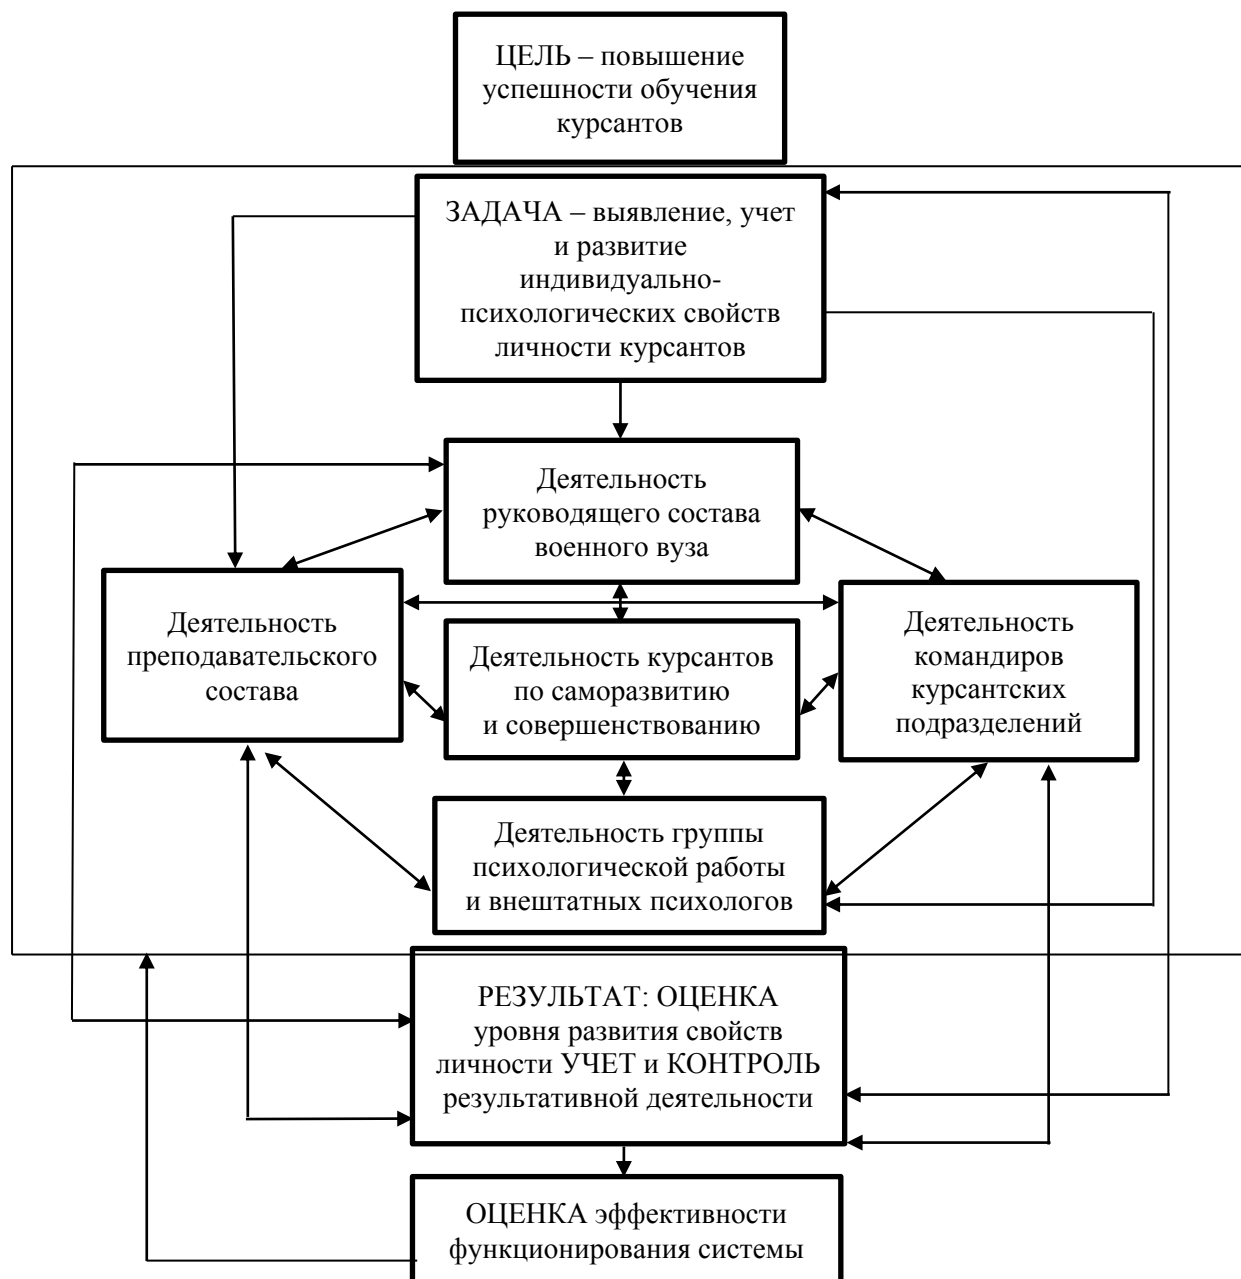 ЦЕЛЬ – повышение
успешности обучения
курсантов
ЗАДАЧА – выявление, учет
и развитие
индивидуально-
психологических свойств
личности курсантов
Деятельность
руководящего состава
военного вуза
Деятельность
преподавательского
состава
Деятельность курсантов
по саморазвитию
и совершенствованию
Деятельность
командиров
курсантских
подразделений
Деятельность группы
психологической работы
и внештатных психологов
РЕЗУЛЬТАТ: ОЦЕНКА
уровня развития свойств
личности УЧЕТ и КОНТРОЛЬ
результативной деятельности
ОЦЕНКА эффективности
функционирования системы